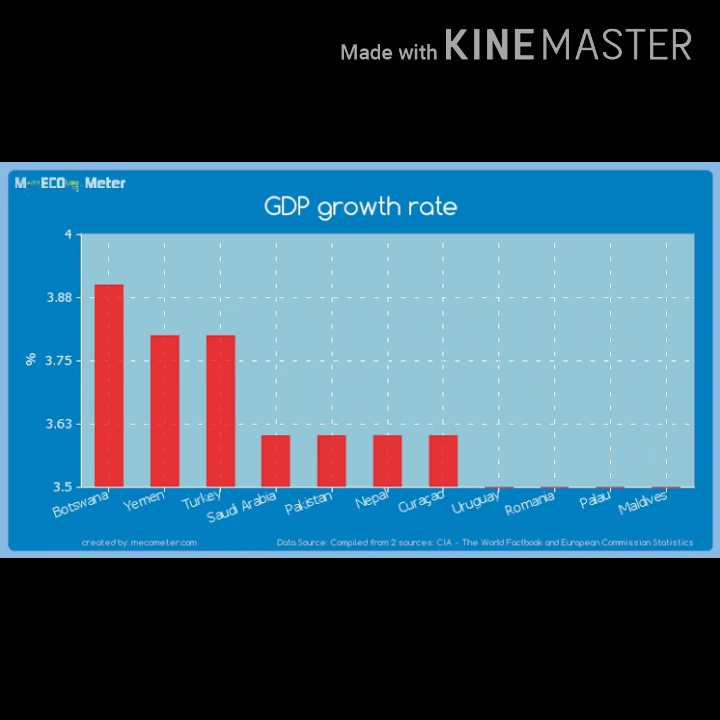 Made with KINEMASTER
M ECO Meter
GDP growth rate
4
3.88
3.75
3.63
3.5
%
Botswana Yemen Turkey Saudi Arabia Pakistan Nepal Curaçao Uruguay Romania Palau Maldives
created by: mecometer.com Data Source: Compiled from 2 sources: CIA - The World Factbook and European Commission Statistics